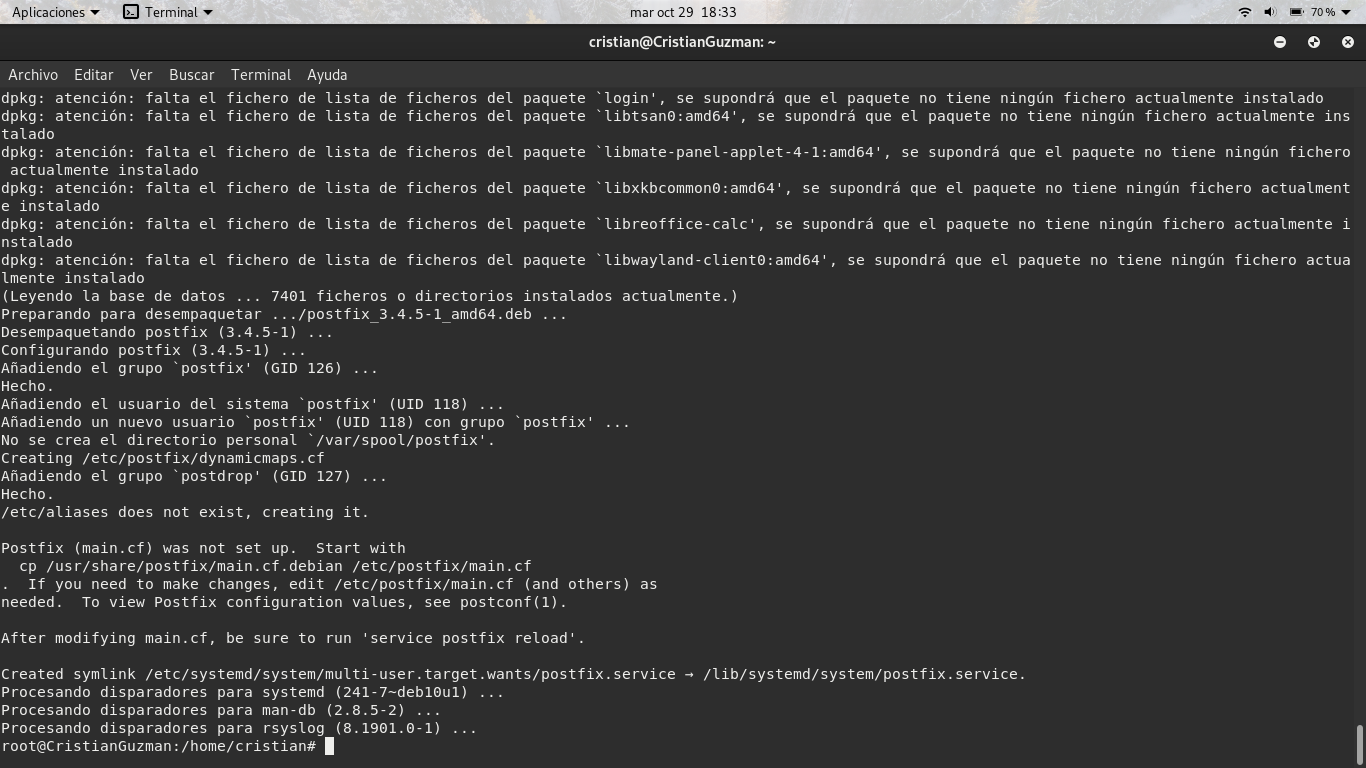 Aplicaciones Terminal mar oct 29 18:33 70 %
cristian@CristianGuzman: ~
Archivo Editar Ver Buscar Terminal Ayuda
dpkg: atención: falta el fichero de lista de ficheros del paquete `login', se supondrá que el paquete no tiene ningún fichero actualmente instalado
dpkg: atención: falta el fichero de lista de ficheros del paquete `libtsan0:amd64', se supondrá que el paquete no tiene ningún fichero actualmente ins
talado
dpkg: atención: falta el fichero de lista de ficheros del paquete `libmate-panel-applet-4-1:amd64', se supondrá que el paquete no tiene ningún fichero
 actualmente instalado
dpkg: atención: falta el fichero de lista de ficheros del paquete `libxkbcommon0:amd64', se supondrá que el paquete no tiene ningún fichero actualment
e instalado
dpkg: atención: falta el fichero de lista de ficheros del paquete `libreoffice-calc', se supondrá que el paquete no tiene ningún fichero actualmente i
nstalado
dpkg: atención: falta el fichero de lista de ficheros del paquete `libwayland-client0:amd64', se supondrá que el paquete no tiene ningún fichero actua
lmente instalado
(Leyendo la base de datos ... 7401 ficheros o directorios instalados actualmente.)
Preparando para desempaquetar .../postfix_3.4.5-1_amd64.deb ...
Desempaquetando postfix (3.4.5-1) ...
Configurando postfix (3.4.5-1) ...
Añadiendo el grupo `postfix' (GID 126) ...
Hecho.
Añadiendo el usuario del sistema `postfix' (UID 118) ...
Añadiendo un nuevo usuario `postfix' (UID 118) con grupo `postfix' ...
No se crea el directorio personal `/var/spool/postfix'.
Creating /etc/postfix/dynamicmaps.cf
Añadiendo el grupo `postdrop' (GID 127) ...
Hecho.
/etc/aliases does not exist, creating it.

Postfix (main.cf) was not set up.  Start with
  cp /usr/share/postfix/main.cf.debian /etc/postfix/main.cf
.  If you need to make changes, edit /etc/postfix/main.cf (and others) as
needed.  To view Postfix configuration values, see postconf(1).

After modifying main.cf, be sure to run 'service postfix reload'.

Created symlink /etc/systemd/system/multi-user.target.wants/postfix.service → /lib/systemd/system/postfix.service.
Procesando disparadores para systemd (241-7~deb10u1) ...
Procesando disparadores para man-db (2.8.5-2) ...
Procesando disparadores para rsyslog (8.1901.0-1) ...
root@CristianGuzman:/home/cristian#